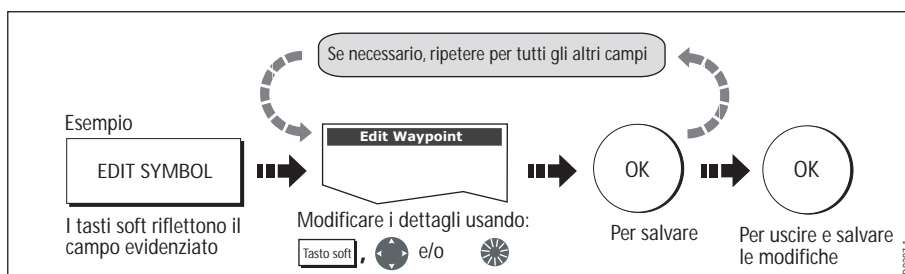 Se necessario, ripetere per tutti gli altri campi
Esempio
EDIT SYMBOL
Edit Waypoint
OK
OK
I tasti soft riflettono il
campo evidenziato
Modificare i dettagli usando:
Tasto soft , e/o
Per salvare
Per uscire e salvare
le modifiche